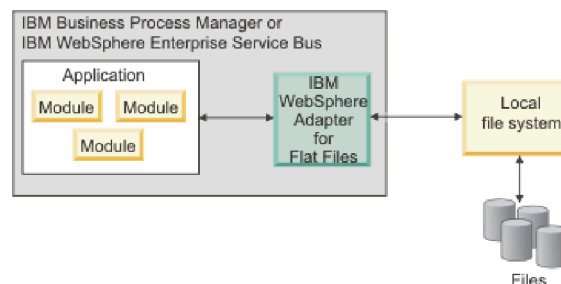 IBM Business Process Manager or
IBM WebSphere Enterprise Service Bus
Application
Module
Module
Module
IBM
WebSphere
Adapter
for
Flat Files
Local
file system
Files